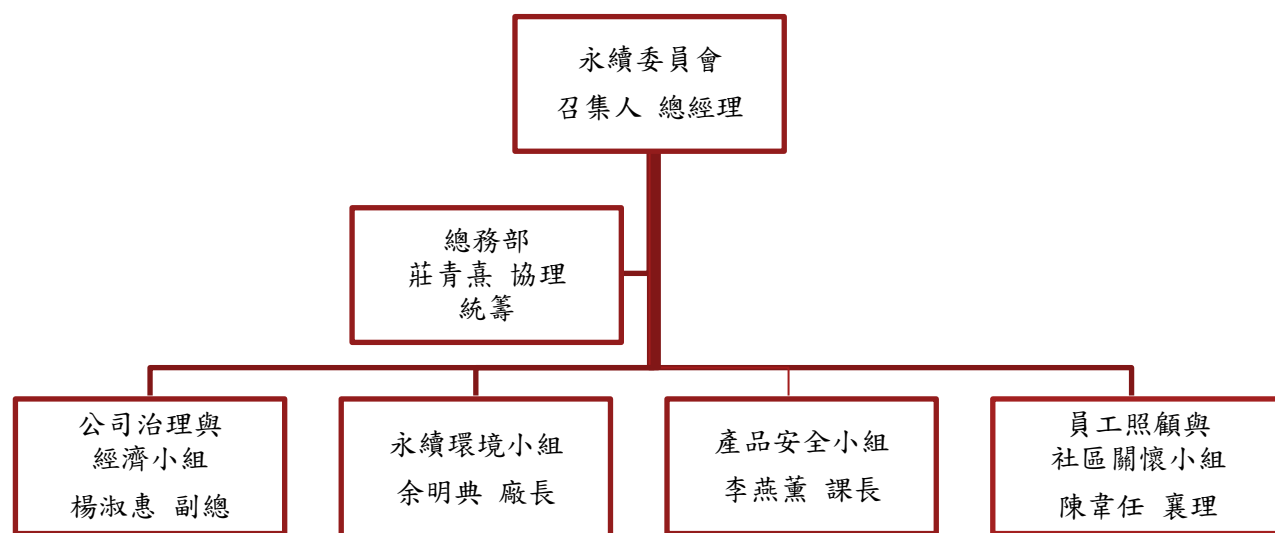 永續委員會
召集人 總經理
總務部
莊青熹 協理
統籌
公司治理與
經濟小組
楊淑惠 副總
永續環境小組
余明典 廠長
產品安全小組
李燕薰 課長
員工照顧與
社區關懷小組
陳韋任 襄理